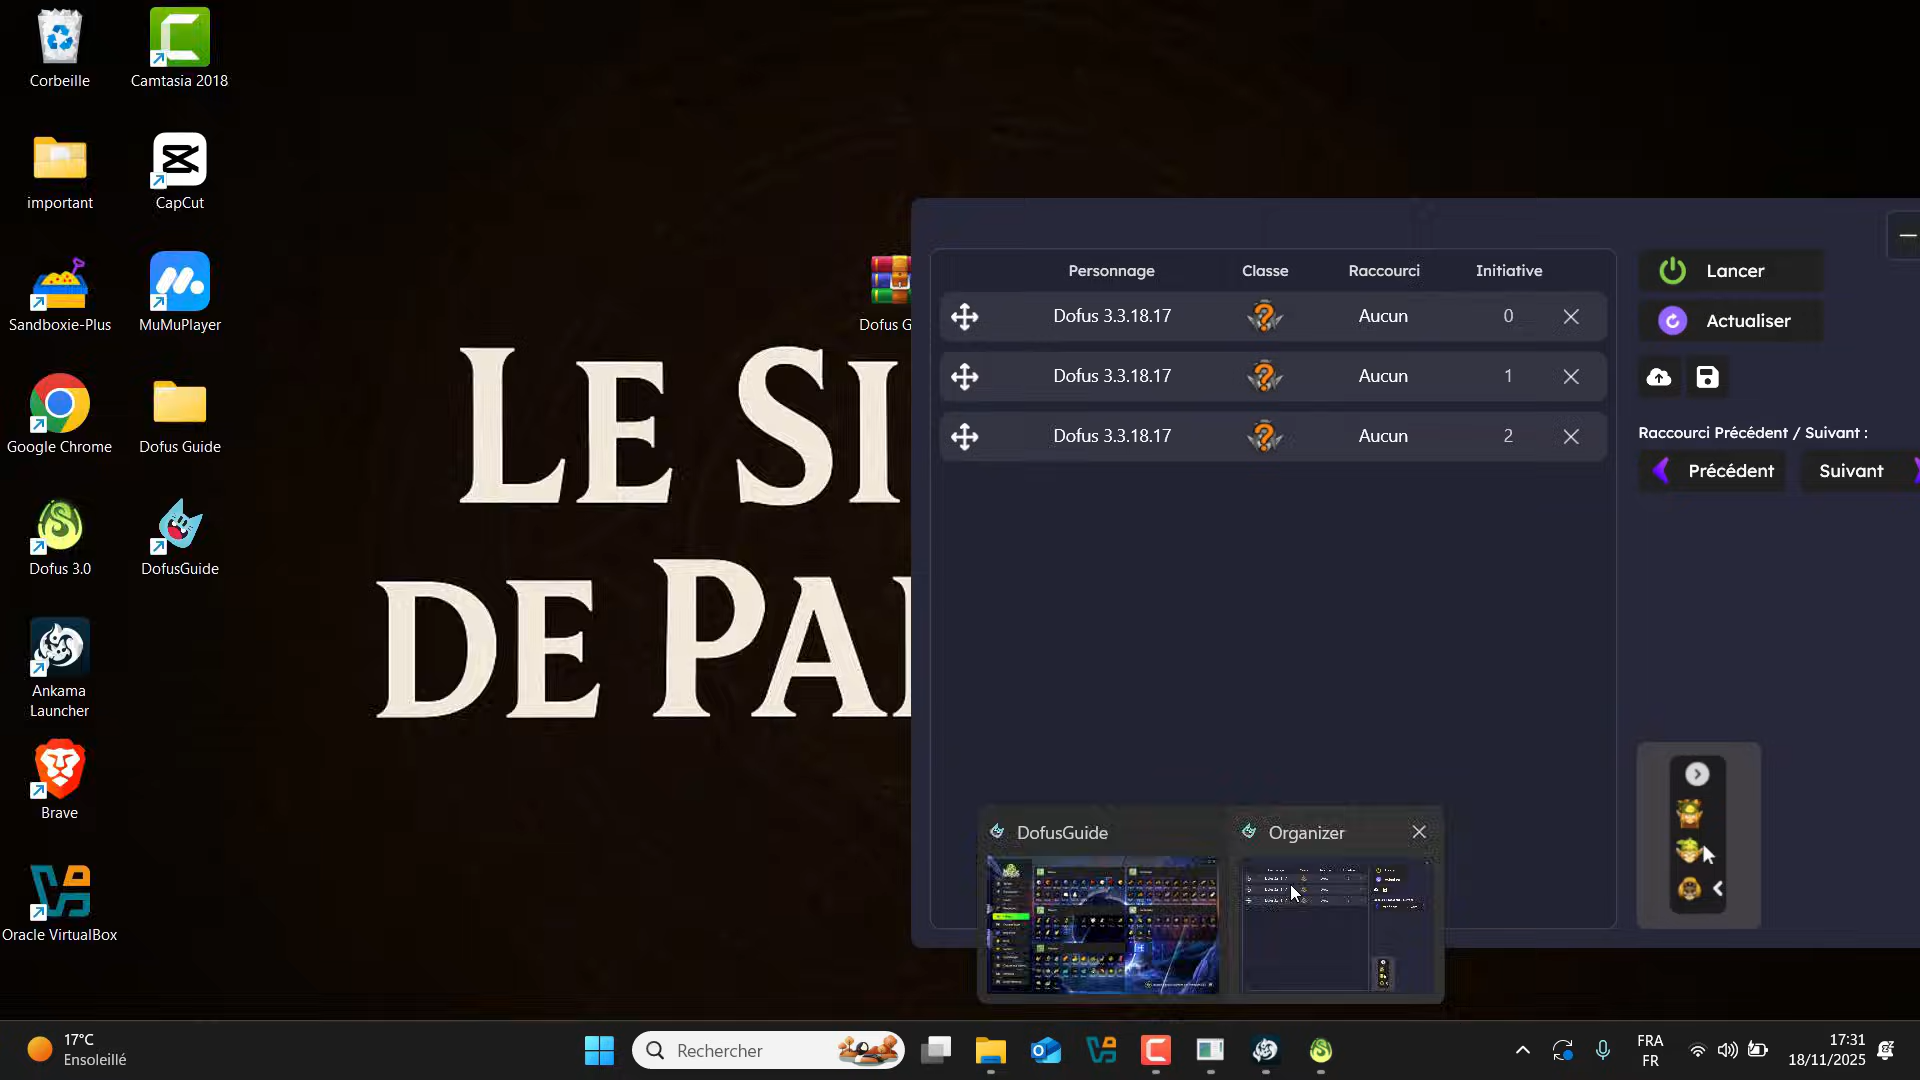 Corbeille
Camtasia 2018
important
CapCut
Sandboxie-Plus
MuMuPlayer
Google Chrome
Dofus Guide
Dofus 3.0
DofusGuide
Ankama
Launcher
Brave
Oracle VirtualBox
Dofus G
LE SI
DE PA
Personnage
Classe
Raccourci
Initiative
Dofus 3.3.18.17
Aucun
0
Dofus 3.3.18.17
Aucun
1
Dofus 3.3.18.17
Aucun
2
Lancer
Actualiser
Raccourci Précédent / Suivant :
Précédent
Suivant
DofusGuide
Organizer
17°C
Ensoleillé
Rechercher
FRA
FR
17:31
18/11/2025